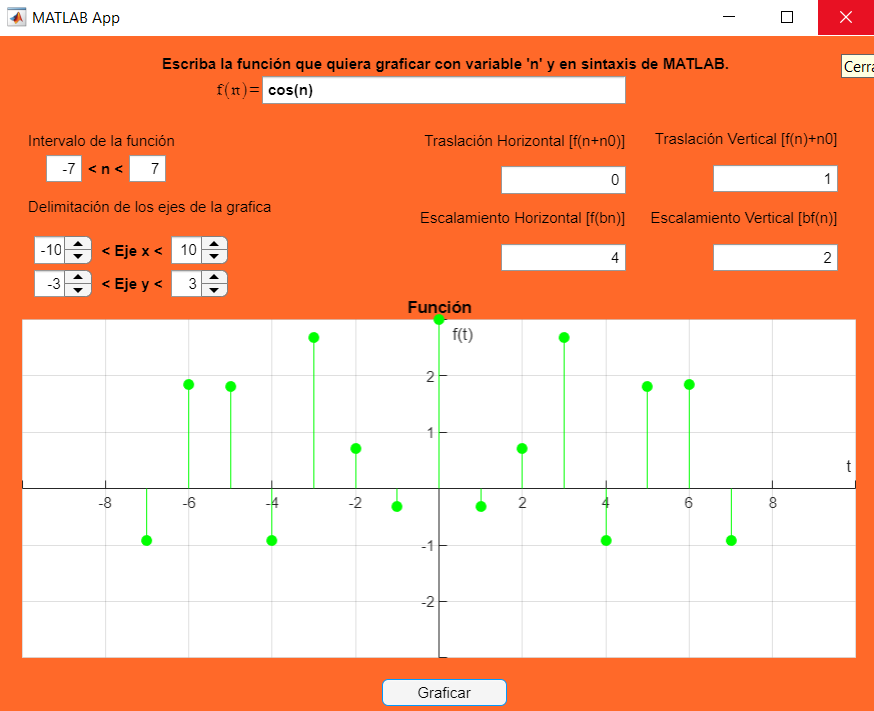 MATLAB App
Cerra
Escriba la función que quiera graficar con variable 'n' y en sintaxis de MATLAB.
f(n)= cos(n)
Intervalo de la función
-7 < n < 7
Delimitación de los ejes de la grafica
-10 < Eje x < 10
-3 < Eje y < 3
Traslación Horizontal [f(n+n0)]
0
Traslación Vertical [f(n)+n0]
1
Escalamiento Horizontal [f(bn)]
4
Escalamiento Vertical [bf(n)]
2
Función
f(t)
2
1
t
-8 -6 -4 -2 2 4 6 8
-1
-2
Graficar